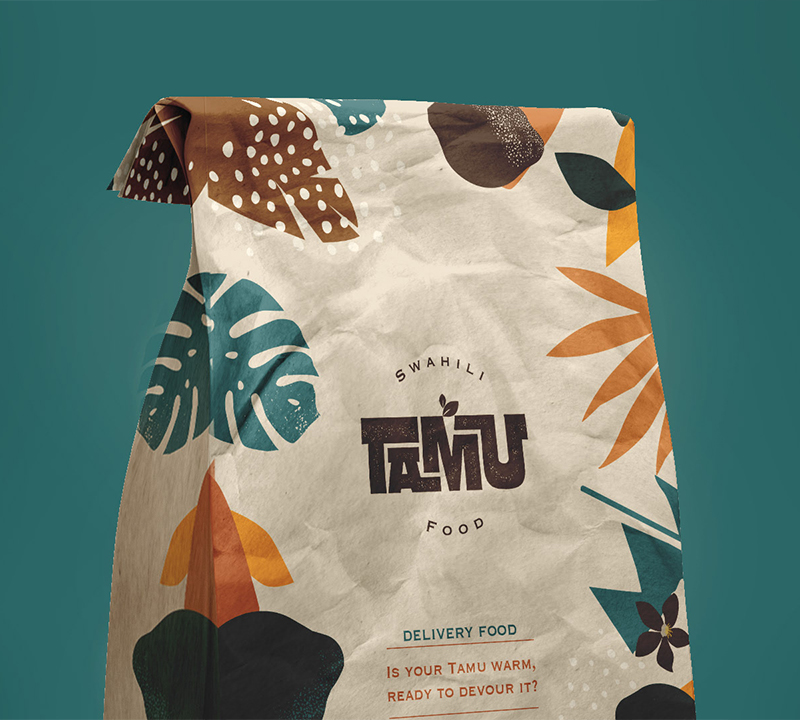 SWAHILI
TAMU
FOOD
DELIVERY FOOD
IS YOUR TAMU WARM,
READY TO DEVOUR IT?